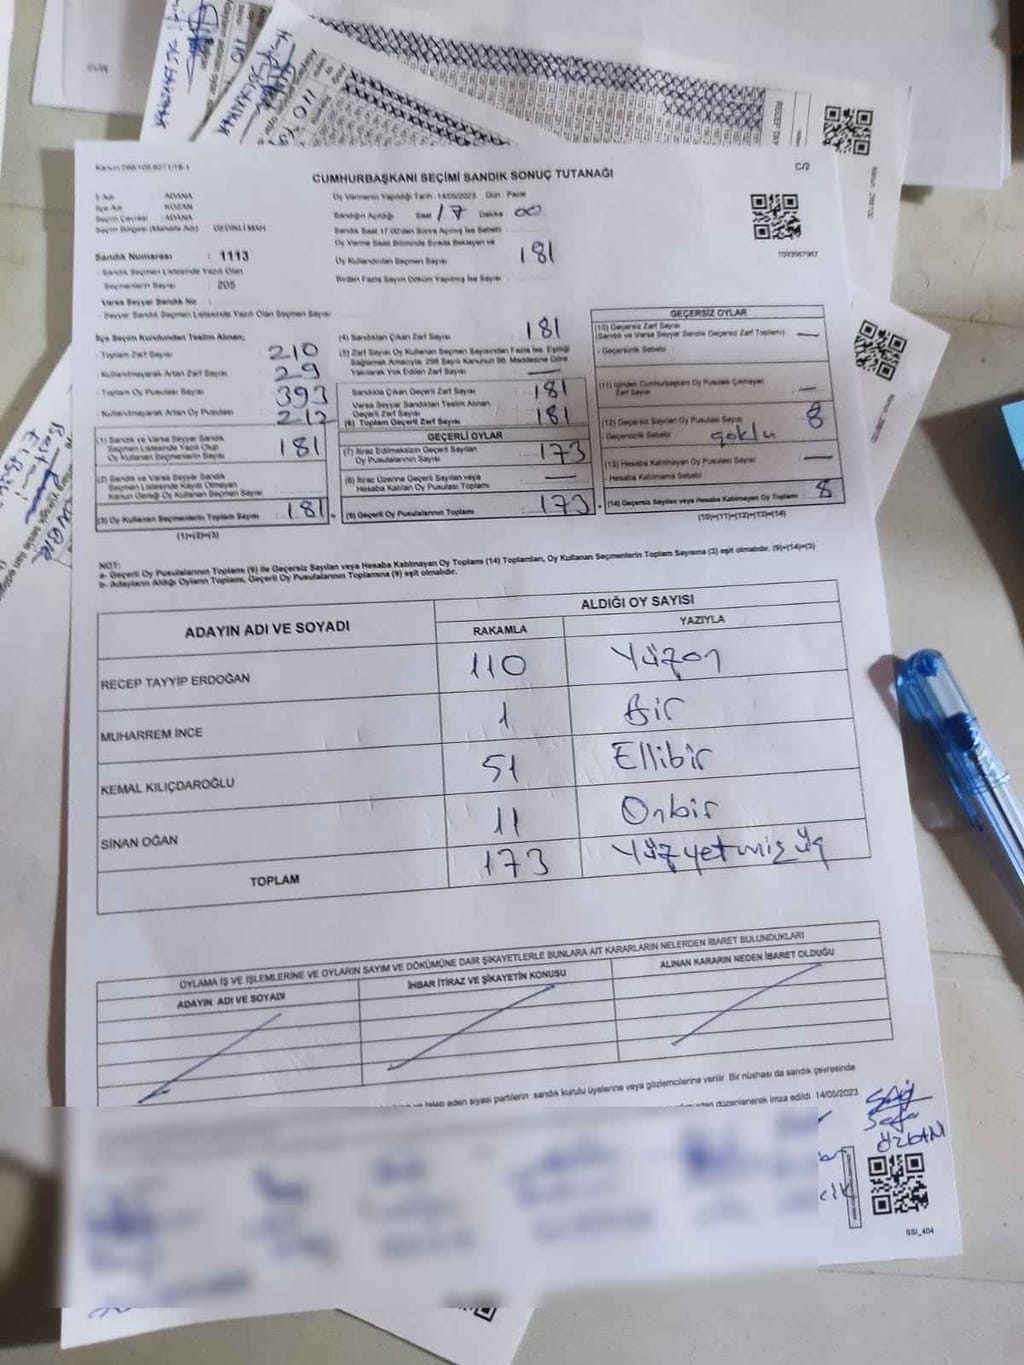 CUMHURBAŞKANI SEÇİMİ SANDIK SONUÇ TUTANAĞI
C/2
İl Adı : ADANA
İlçe Adı : KOZAN
Seçim Çevresi : ADANA
Seçim Bölgesi (Mahalle Adı) : GEDİKLİ MAH
Oy Vermenin Yapıldığı Tarih : 14/05/2023 Gün : Pazar
Sandığın Açıldığı Saat 17 Dakika 00
Sandık Saat 17:00'den Sonra Açılmış İse Sebebi
Oy Verme Saati Bitiminde Sırada Bekleyen ve
Oy Kullandırılan Seçmen Sayısı 181
Birden Fazla Sayım Döküm Yapılmış İse Sayısı
1093567967
Sandık Numarası : 1113
Sandık Seçmen Listesinde Yazılı Olan
Seçmenlerin Sayısı : 205
Varsa Seyyar Sandık No
Seyyar Sandık Seçmen Listesinde Yazılı Olan Seçmen Sayısı
İlçe Seçim Kurulundan Teslim Alınan;
- Toplam Zarf Sayısı 210
- Kullanılmayarak Artan Zarf Sayısı 29
- Toplam Oy Pusulası Sayısı 393
- Kullanılmayarak Artan Oy Pusulası 212
(1) Sandık ve Varsa Seyyar Sandık
Seçmen Listesinde Yazılı Olup
Oy Kullanan Seçmenlerin Sayısı 181
(2) Sandık ve Varsa Seyyar Sandık
Seçmen Listesinde Kayıtlı Olmayan
Kanun Gereği Oy Kullanan Seçmen Sayısı
(3) Oy Kullanan Seçmenlerin Toplam Sayısı 181
(1)+(2)=(3)
(4) Sandıktan Çıkan Zarf Sayısı 181
(5) Zarf Sayısı Oy Kullanan Seçmen Sayısından Fazla İse, Eşitliği
Sağlamak Amacıyla, 298 Sayılı Kanunun 98. Maddesine Göre
Yakılarak Yok Edilen Zarf Sayısı —
Sandıkta Çıkan Geçerli Zarf Sayısı 181
Varsa Seyyar Sandıktan Teslim Alınan
Geçerli Zarf Sayısı
(6) Toplam Geçerli Zarf Sayısı 181
GEÇERLİ OYLAR
(7) İtiraz Edilmeksizin Geçerli Sayılan
Oy Pusulalarının Sayısı 173
(8) İtiraz Üzerine Geçerli Sayılan veya
Hesaba Katılan Oy Pusulası Toplamı —
(9) Geçerli Oy Pusulalarının Toplamı 173
GEÇERSİZ OYLAR
(10) Geçersiz Zarf Sayısı
(Sandık ve Varsa Seyyar Sandık Geçersiz Zarf Toplamı) —
- Geçersizlik Sebebi
(11) İçinden Cumhurbaşkanı Oy Pusulası Çıkmayan
Zarf Sayısı —
(12) Geçersiz Sayılan Oy Pusulası Sayısı 8
- Geçersizlik Sebebi çoklu
(13) Hesaba Katılmayan Oy Pusulası Sayısı —
- Hesaba Katılmama Sebebi
(14) Geçersiz Sayılan veya Hesaba Katılmayan Oy Toplamı 8
(10)+(11)+(12)+(13)=(14)
NOT:
a- Geçerli Oy Pusulalarının Toplamı (9) ile Geçersiz Sayılan veya Hesaba Katılmayan Oy Toplamı (14) Toplamları, Oy Kullanan Seçmenlerin Toplam Sayısına (3) eşit olmalıdır. (9)+(14)=(3)
b- Adayların Aldığı Oyların Toplamı, Geçerli Oy Pusulalarının Toplamına (9) eşit olmalıdır.
ADAYIN ADI VE SOYADI
ALDIĞI OY SAYISI
RAKAMLA YAZIYLA
RECEP TAYYİP ERDOĞAN 110 Yüzon
MUHARREM İNCE 1 Bir
KEMAL KILIÇDAROĞLU 51 Ellibir
SİNAN OĞAN 11 Onbir
TOPLAM 173 Yüzyetmişüç
OYLAMA İŞ VE İŞLEMLERİNE VE OYLARIN SAYIM VE DÖKÜMÜNE DAİR ŞİKAYETLERLE BUNLARA AİT KARARLARIN NELERDEN İBARET BULUNDUKLARI
ADAYIN ADI VE SOYADI İHBAR İTİRAZ VE ŞİKAYETİN KONUSU ALINAN KARARIN NEDEN İBARET OLDUĞU
talep eden siyasi partilerin sandık kurulu üyelerine veya gözlemcilerine verilir. Bir nüshası da sandık çevresinde
düzenlenerek imza edildi. 14/05/2023
SSI_404